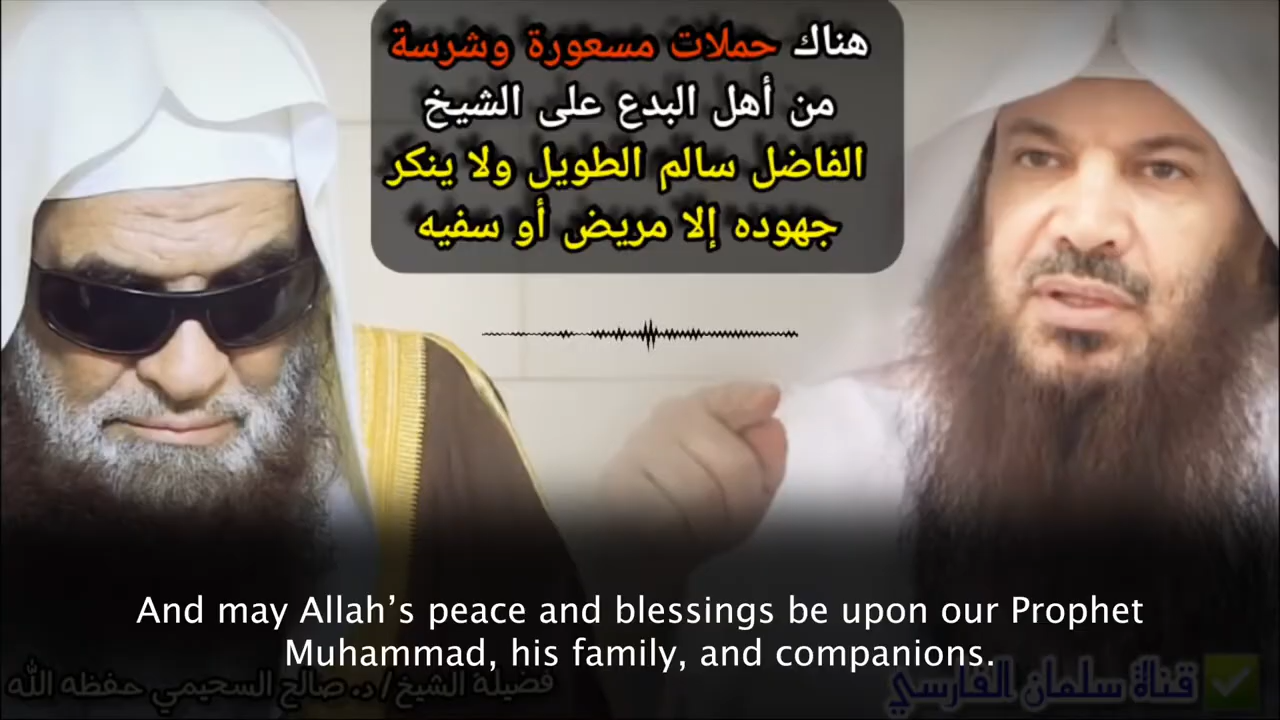 هناك حملات مسعورة وشرسة
من أهل البدع على الشيخ
الفاضل سالم الطويل ولا ينكر
جهوده إلا مريض أو سفيه
And may Allah’s peace and blessings be upon our Prophet
Muhammad, his family, and companions.
فضيلة الشيخ/د. صالح السحيمي حفظه الله
قناة سلمان الفارسي